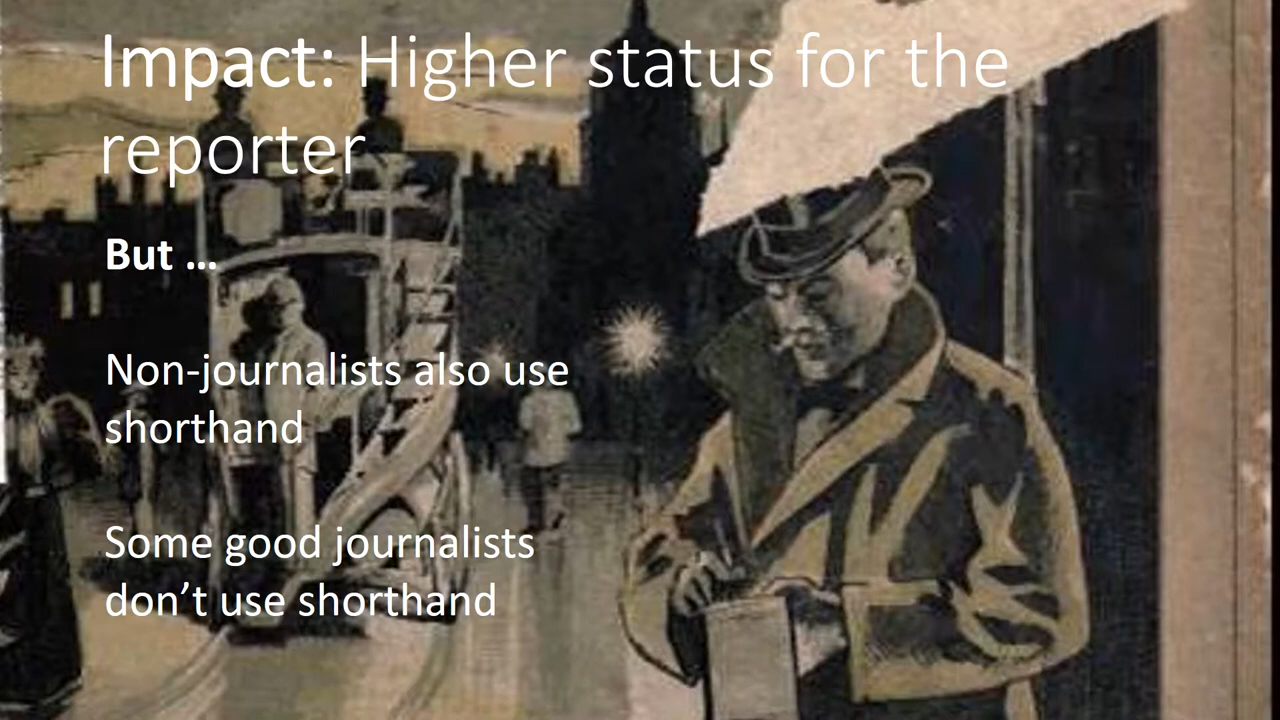 Impact: Higher status for the
reporter
But …
Non-journalists also use
shorthand
Some good journalists
don’t use shorthand